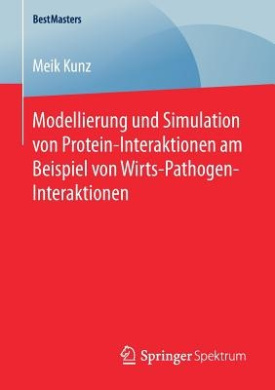 BestMasters
Meik Kunz
Modellierung und Simulation
von Protein-Interaktionen am
Beispiel von Wirts-Pathogen-
Interaktionen
Springer Spektrum